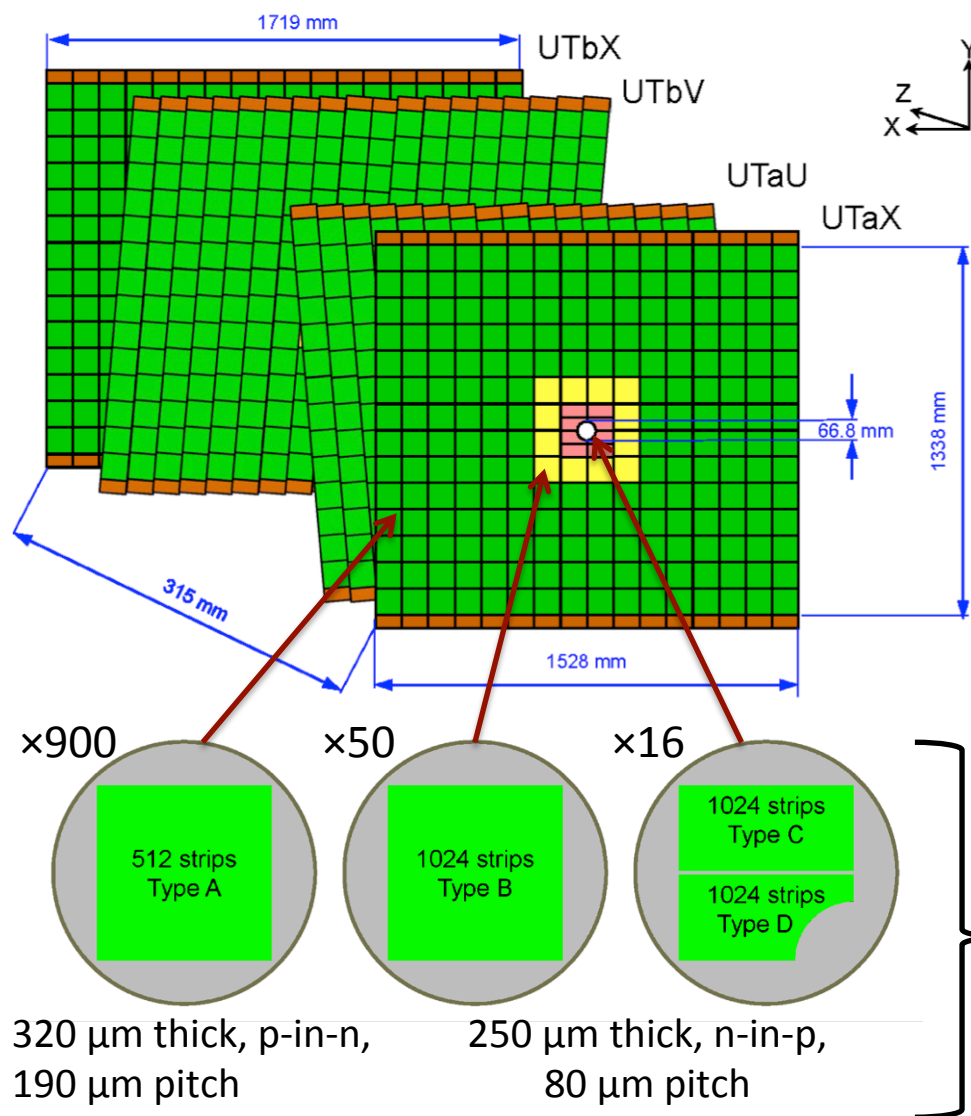 1719 mm
UTbX
UTbV
UTaU
UTaX
Y
Z
X
66.8 mm
1338 mm
315 mm
1528 mm
×900
×50
×16
512 strips
Type A
1024 strips
Type B
1024 strips
Type C
1024 strips
Type D
320 μm thick, p-in-n,
190 μm pitch
250 μm thick, n-in-p,
80 μm pitch